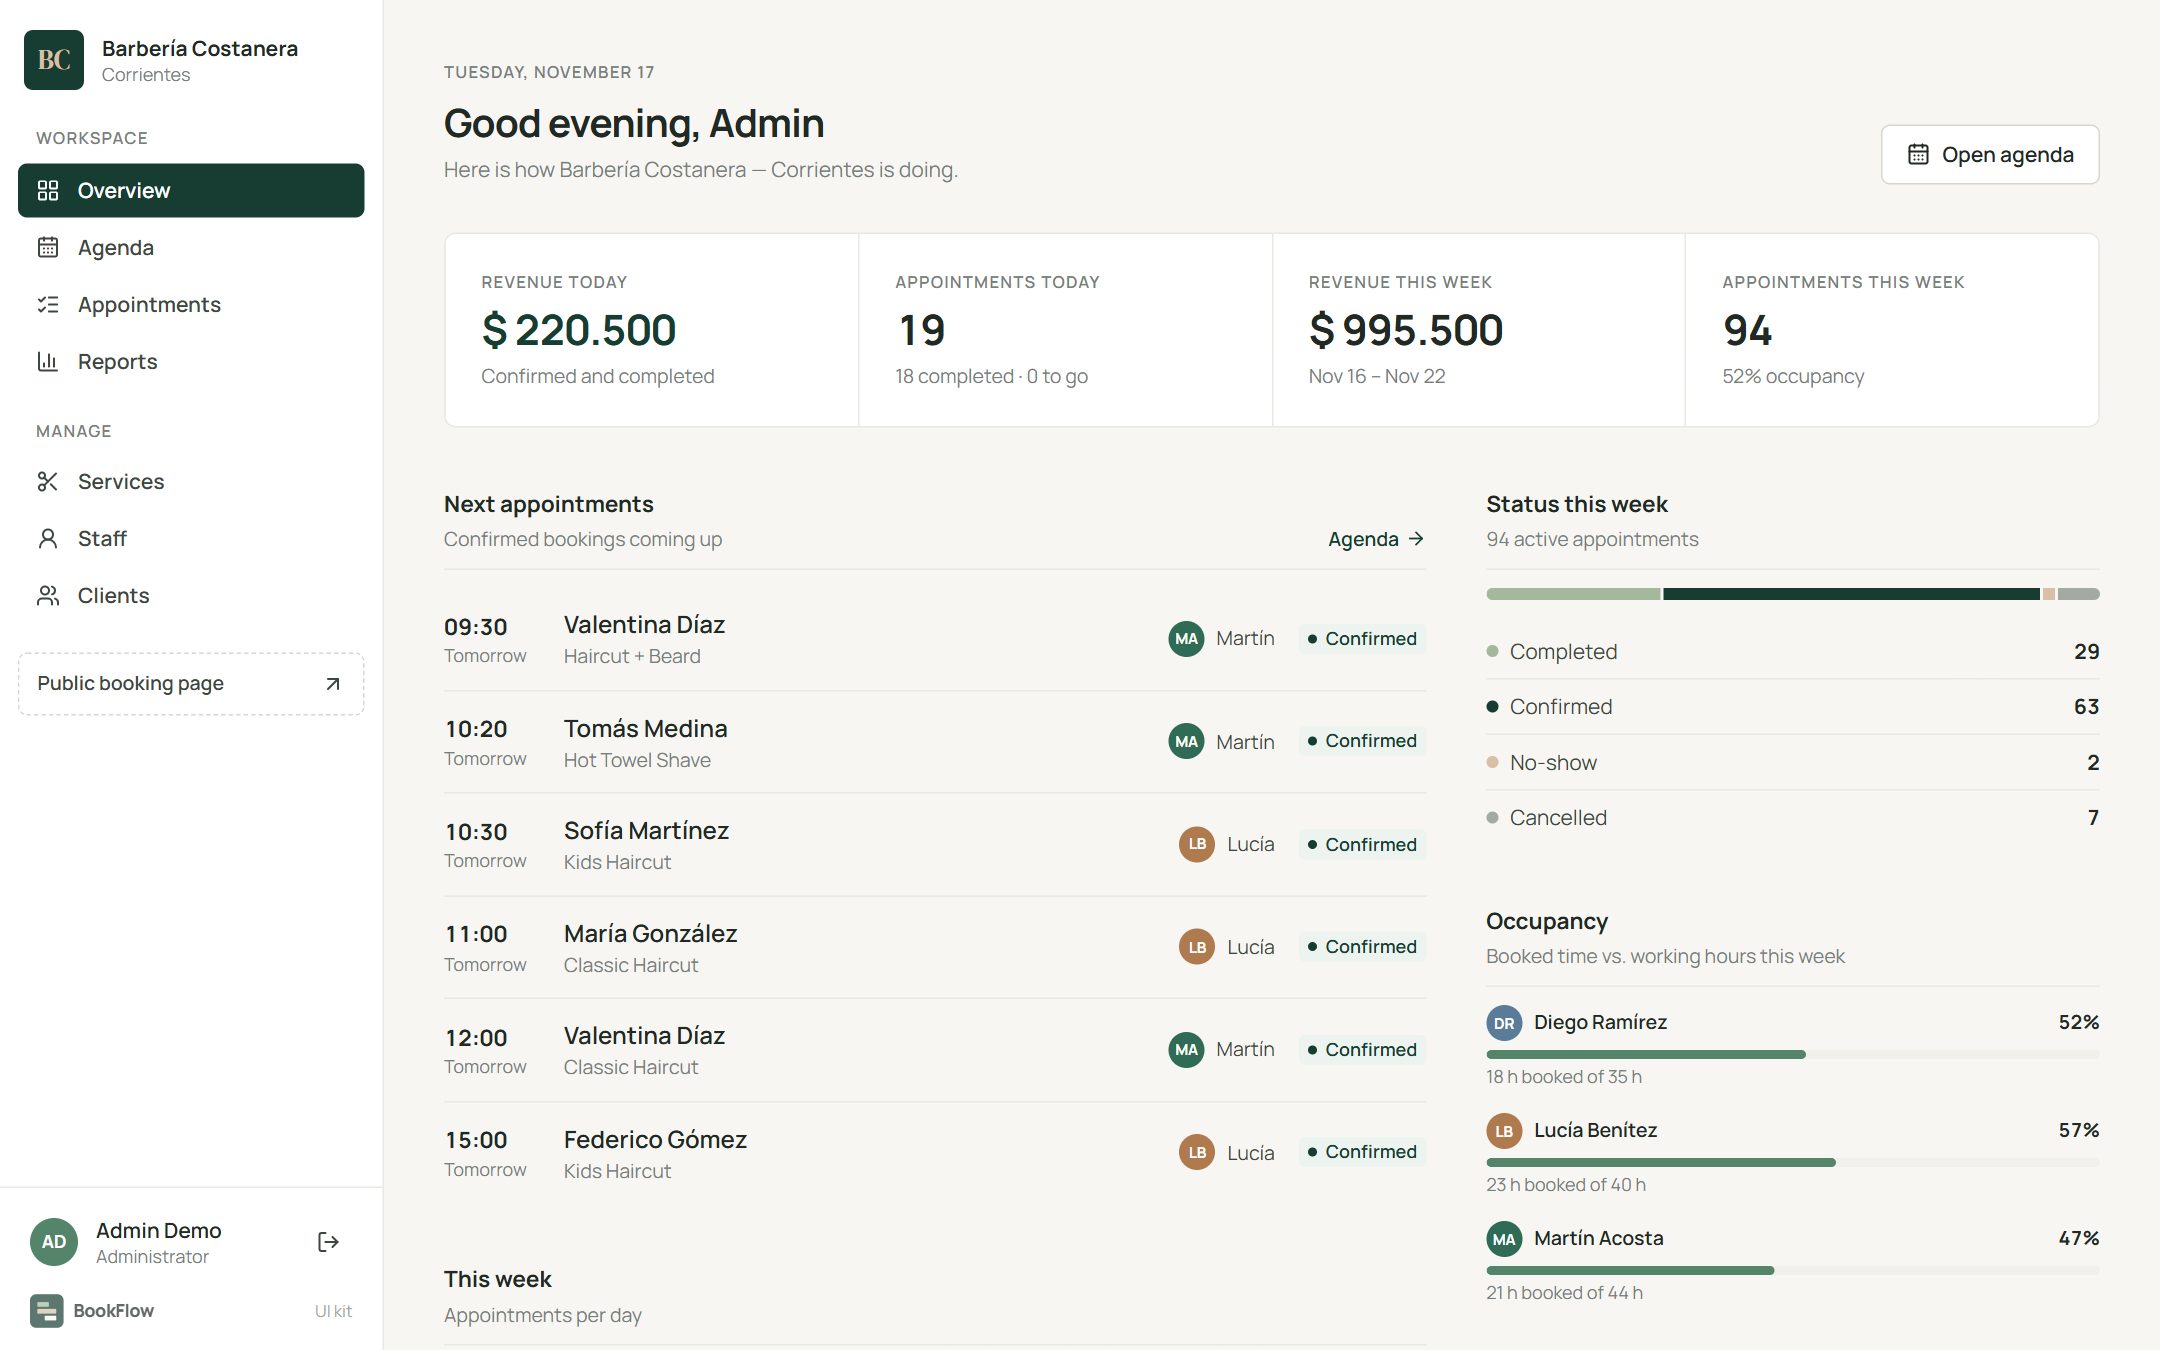 BC
Barbería Costanera
Corrientes
WORKSPACE
Overview
Agenda
Appointments
Reports
MANAGE
Services
Staff
Clients
Public booking page
AD
Admin Demo
Administrator
BookFlow
UI kit
TUESDAY, NOVEMBER 17
Good evening, Admin
Here is how Barbería Costanera — Corrientes is doing.
Open agenda
REVENUE TODAY
$ 220.500
Confirmed and completed
APPOINTMENTS TODAY
19
18 completed · 0 to go
REVENUE THIS WEEK
$ 995.500
Nov 16 – Nov 22
APPOINTMENTS THIS WEEK
94
52% occupancy
Next appointments
Confirmed bookings coming up
Agenda →
09:30
Tomorrow
Valentina Díaz
Haircut + Beard
MA Martín
Confirmed
10:20
Tomorrow
Tomás Medina
Hot Towel Shave
MA Martín
Confirmed
10:30
Tomorrow
Sofía Martínez
Kids Haircut
LB Lucía
Confirmed
11:00
Tomorrow
María González
Classic Haircut
LB Lucía
Confirmed
12:00
Tomorrow
Valentina Díaz
Classic Haircut
MA Martín
Confirmed
15:00
Tomorrow
Federico Gómez
Kids Haircut
LB Lucía
Confirmed
This week
Appointments per day
Status this week
94 active appointments
Completed 29
Confirmed 63
No-show 2
Cancelled 7
Occupancy
Booked time vs. working hours this week
DR Diego Ramírez 52%
18 h booked of 35 h
LB Lucía Benítez 57%
23 h booked of 40 h
MA Martín Acosta 47%
21 h booked of 44 h